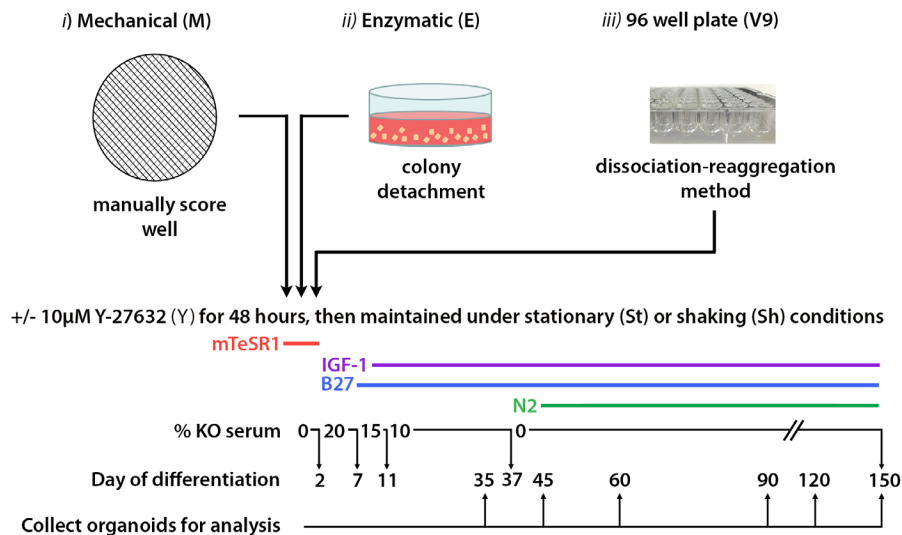 i) Mechanical (M)
ii) Enzymatic (E)
iii) 96 well plate (V9)
manually score
well
colony
detachment
dissociation-reaggregation
method
+/- 10µM Y-27632 (Y) for 48 hours, then maintained under stationary (St) or shaking (Sh) conditions
mTeSR1
IGF-1
B27
N2
% KO serum 0 20 15 10 0
Day of differentiation 2 7 11 35 37 45 60 90 120 150
Collect organoids for analysis